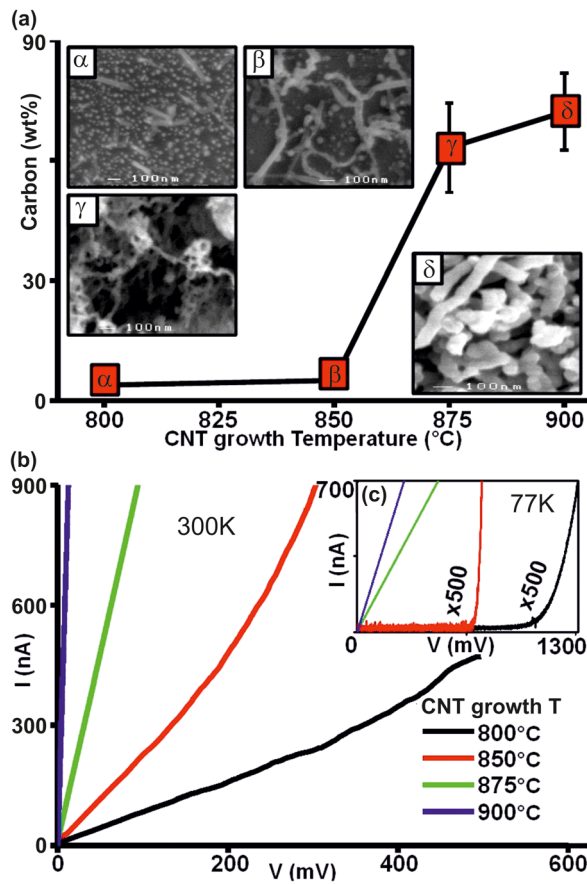 (a)
90
α
β
δ
γ
Carbon (wt%)
100nm
100nm
γ
δ
30
100nm
100nm
α
β
0
800 825 850 875 900
CNT growth Temperature (°C)
(b)
900
700
(c)
300K
77K
I (nA)
x500
x500
600
0
V (mV)
1300
I (nA)
CNT growth T
300
800°C
850°C
875°C
900°C
0
0 200 400 600
V (mV)